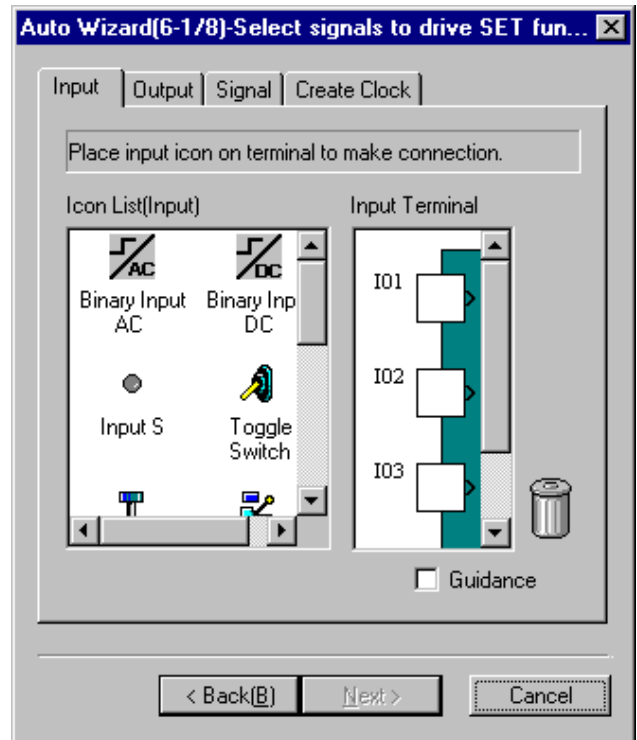 Auto Wizard(6-1/8)-Select signals to drive SET fun...
Input Output Signal Create Clock
Place input icon on terminal to make connection.
Icon List(Input) Input Terminal
AC DC
Binary Input Binary Inp
AC DC
Input S Toggle
Switch
I01
I02
I03
Guidance
< Back(B) Next > Cancel